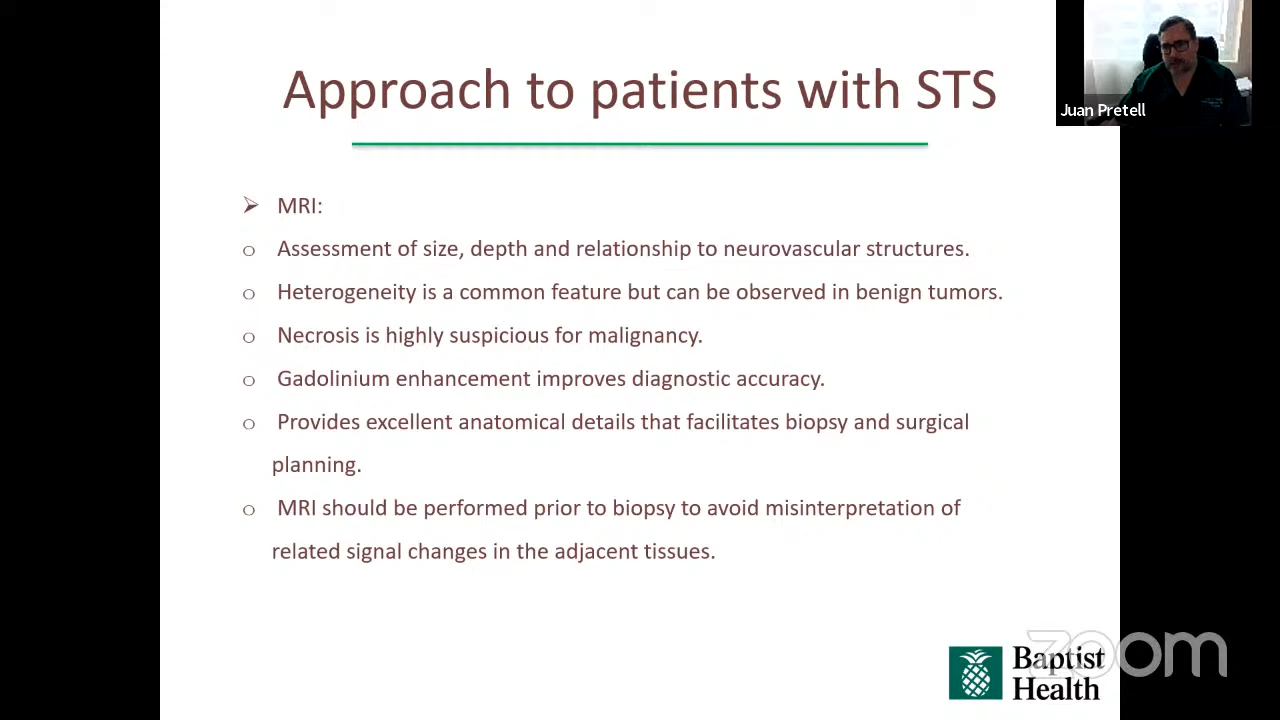 Approach to patients with STS
Juan Pretell
MRI:
Assessment of size, depth and relationship to neurovascular structures.
Heterogeneity is a common feature but can be observed in benign tumors.
Necrosis is highly suspicious for malignancy.
Gadolinium enhancement improves diagnostic accuracy.
Provides excellent anatomical details that facilitates biopsy and surgical
planning.
MRI should be performed prior to biopsy to avoid misinterpretation of
related signal changes in the adjacent tissues.
zoom
Baptist
Health